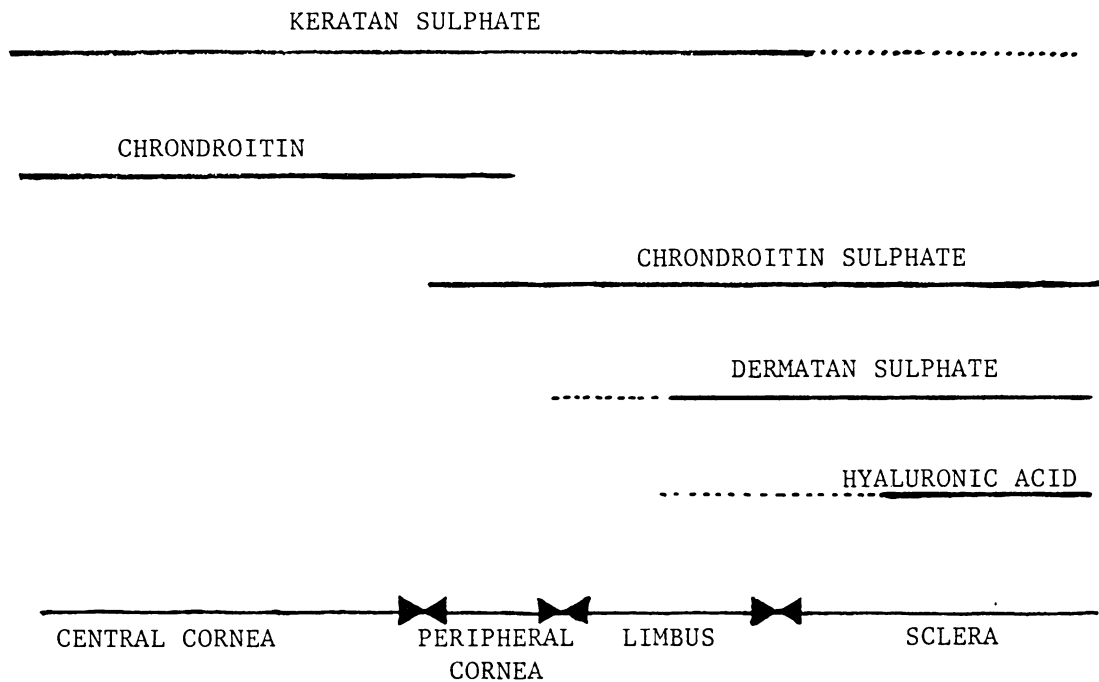 KERATAN SULPHATE
CHRONDROITIN
CHRONDROITIN SULPHATE
DERMATAN SULPHATE
HYALURONIC ACID
CENTRAL CORNEA
PERIPHERAL
CORNEA
LIMBUS
SCLERA